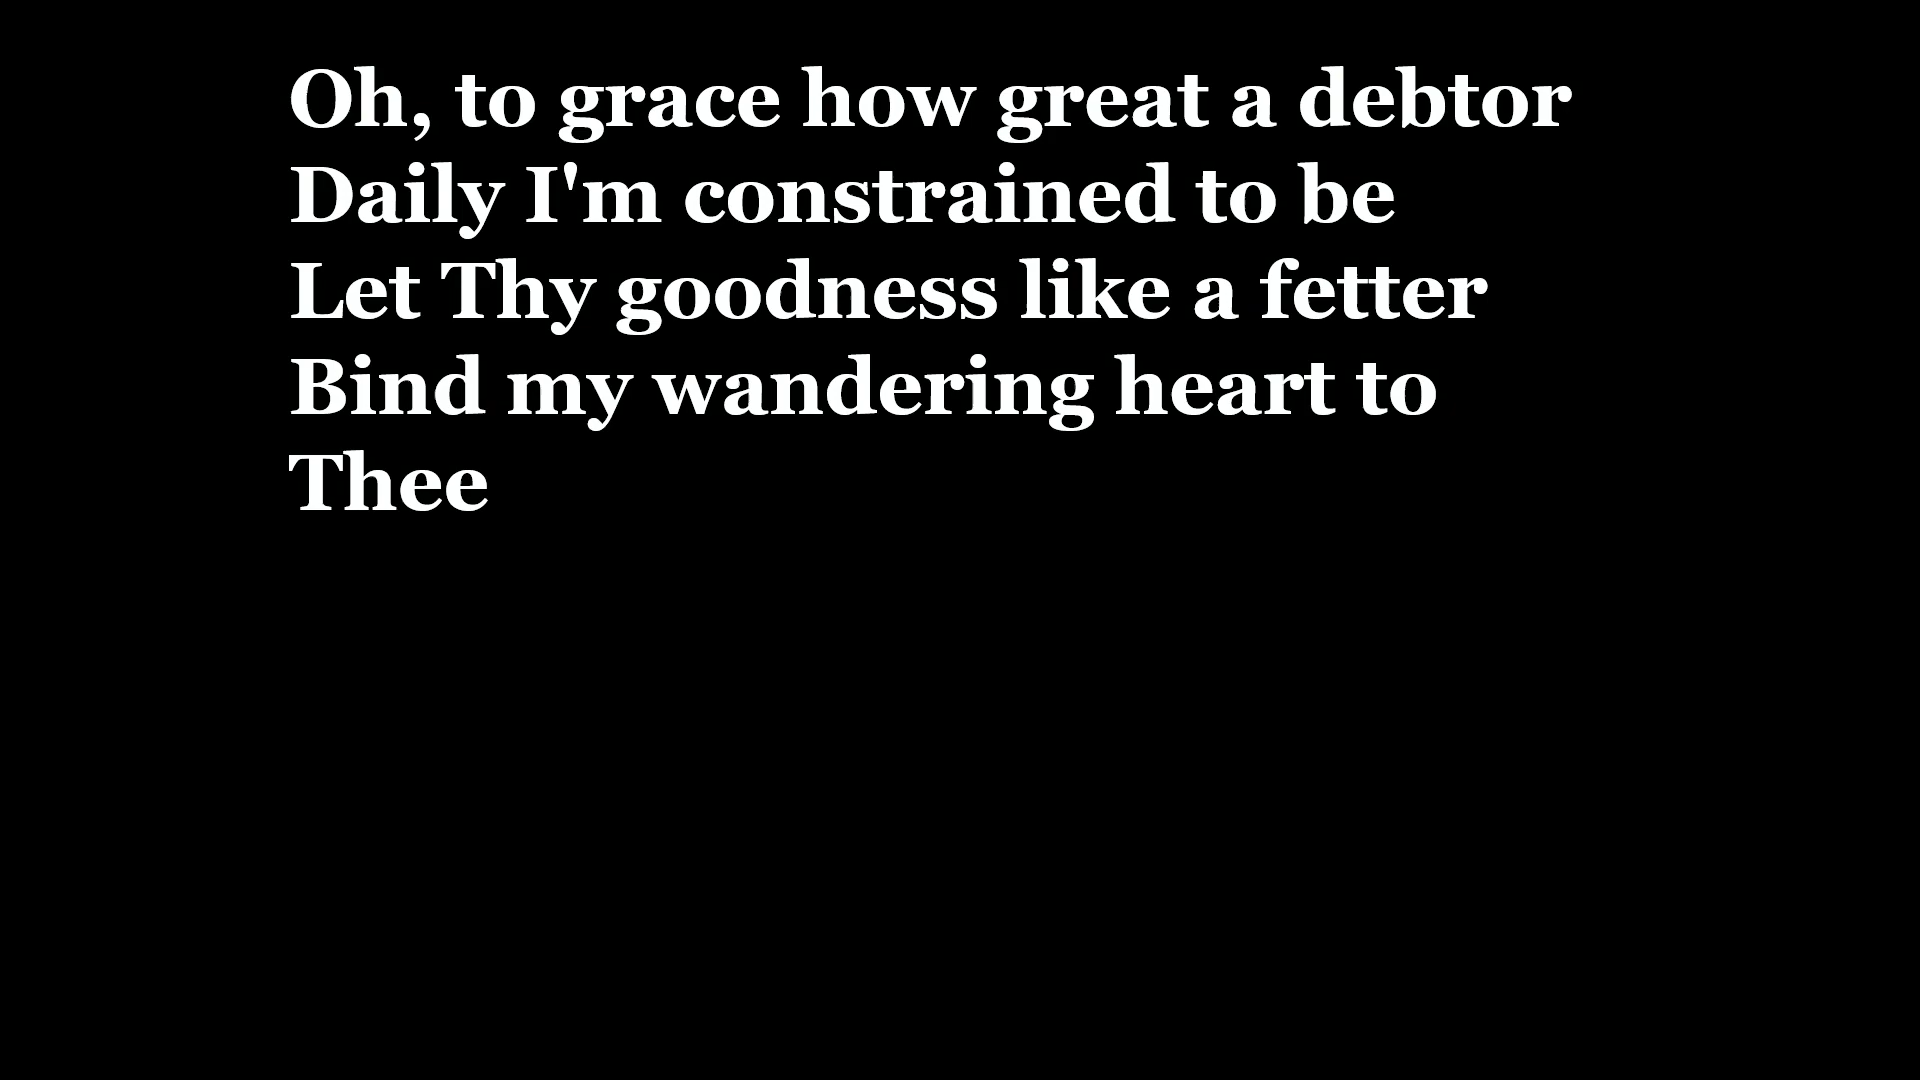 Oh, to grace how great a debtor
Daily I'm constrained to be
Let Thy goodness like a fetter
Bind my wandering heart to
Thee